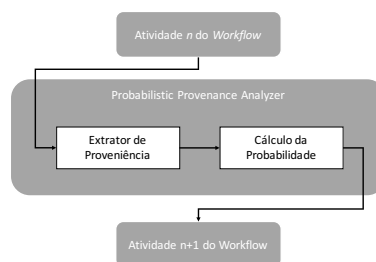 Atividade n do Workflow
Probabilistic Provenance Analyzer
Extrator de
Proveniência
Cálculo da
Probabilidade
Atividade n+1 do Workflow